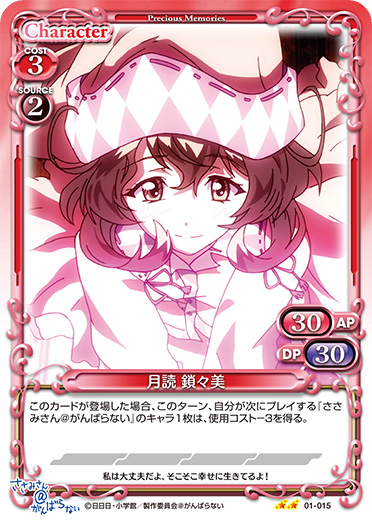 Precious Memories
Character
COST
3
SOURCE
2
30 AP
DP 30
月読 鎖々美
このカードが登場した場合、このターン、自分が次にプレイする『ささ
みさん@がんばらない』のキャラ1枚は、使用コスト－3を得る。
私は大丈夫だよ、そこそこ幸せに生きてるよ!
ささみさん
@
がんばらない
©日日日・小学館/製作委員会@がんばらない
01-015